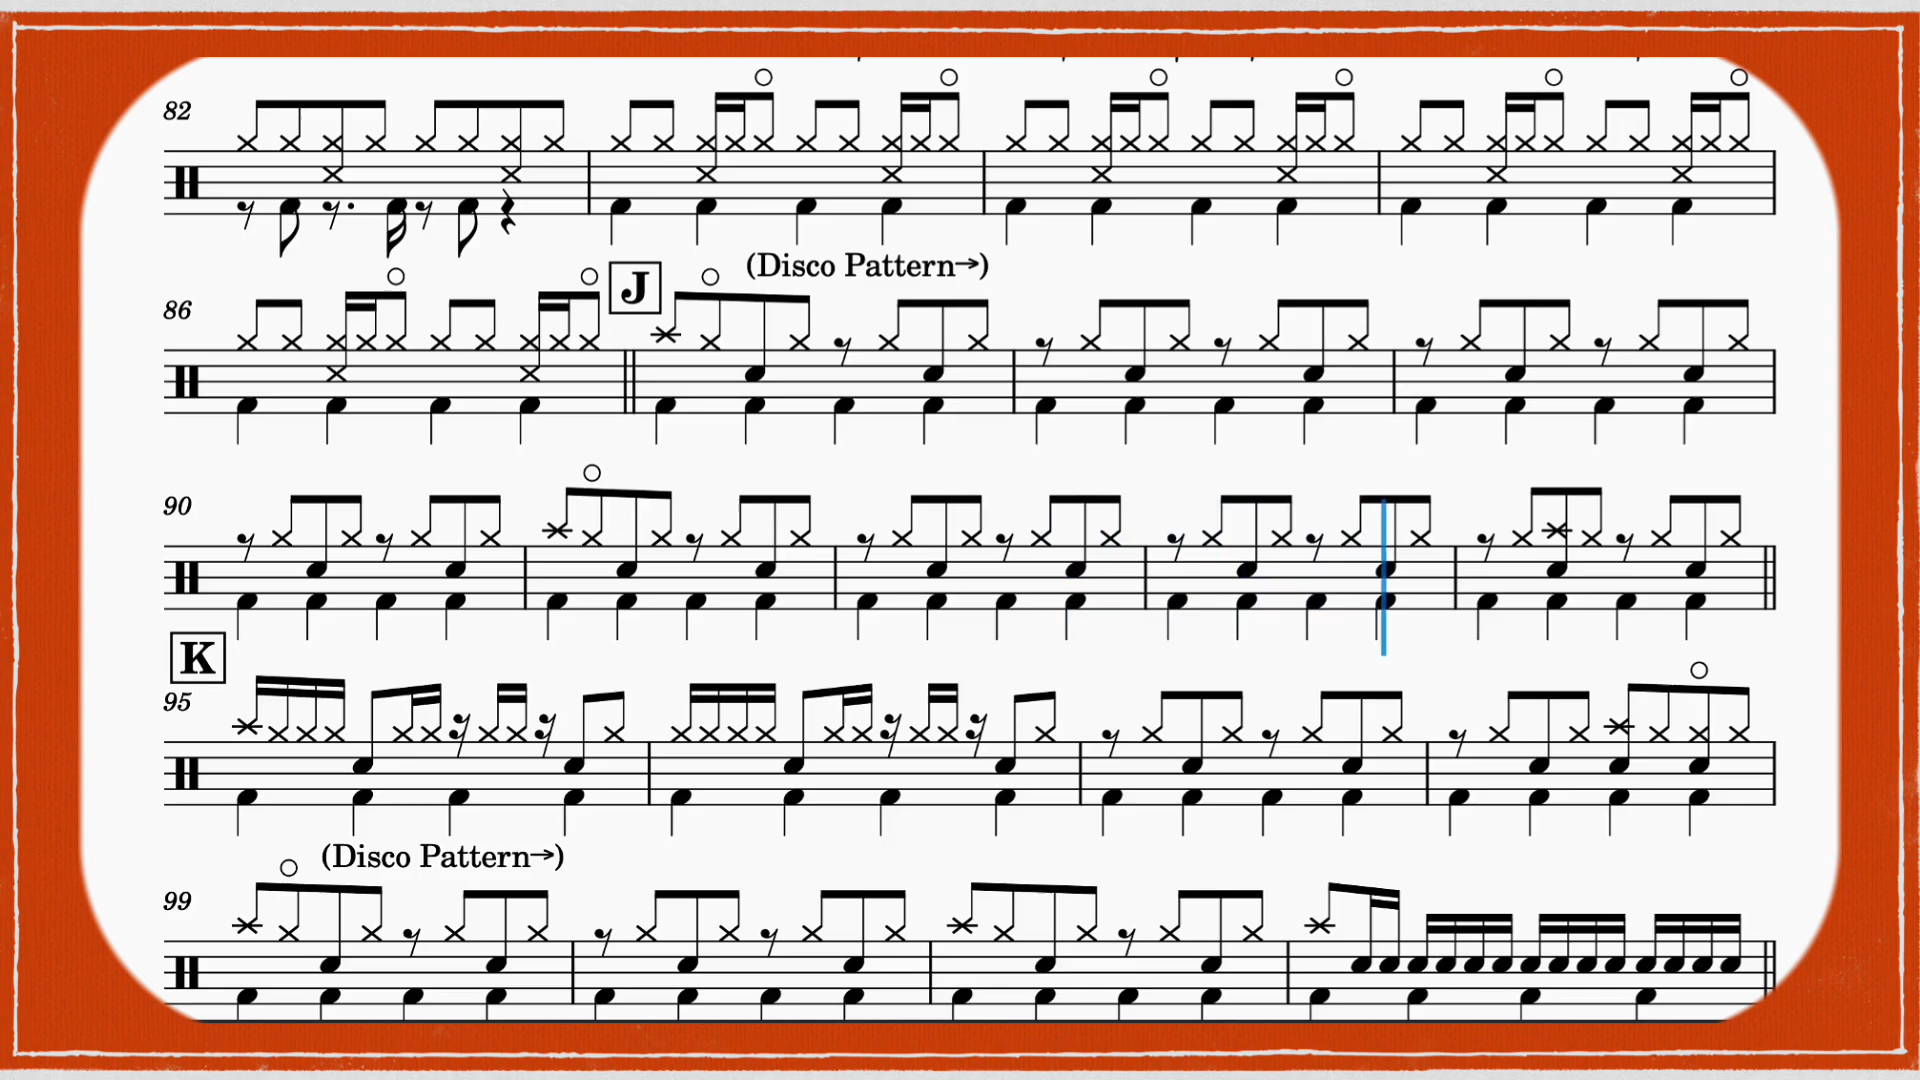 82
(Disco Pattern→)
86
J
90
K
95
(Disco Pattern→)
99